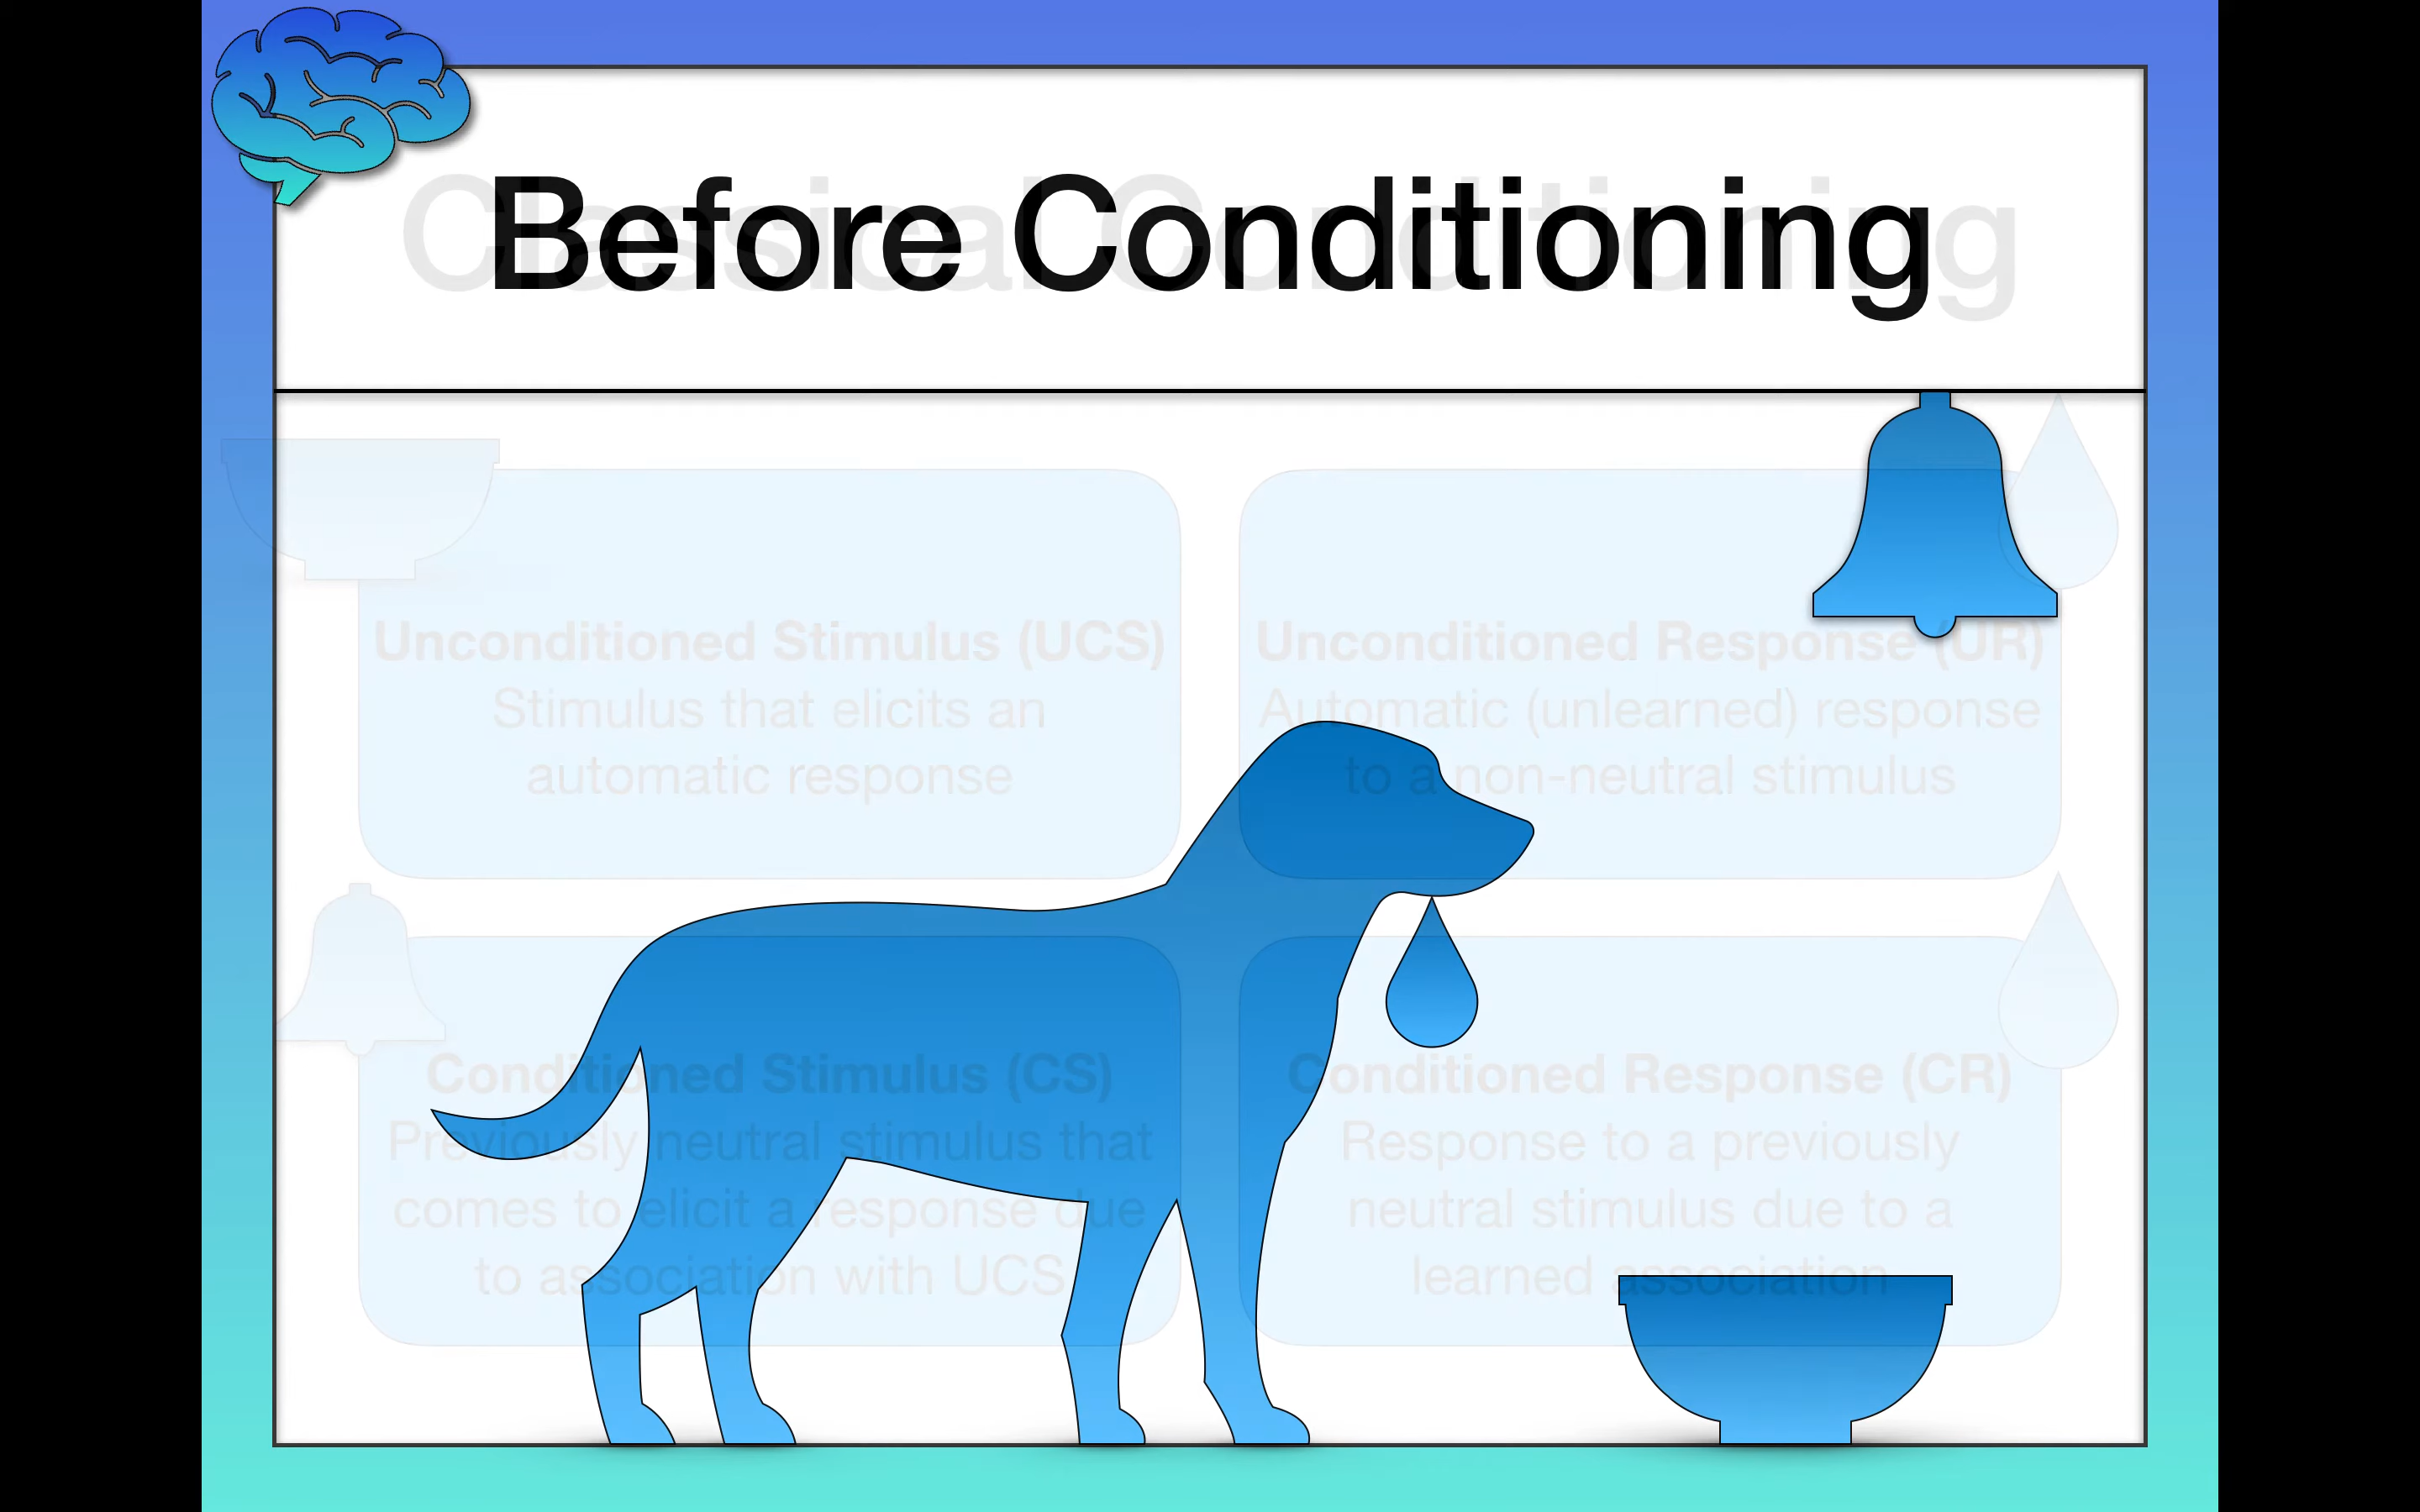 Classical Conditioning
Before Conditioning
Unconditioned Stimulus (UCS)
Stimulus that elicits an
automatic response
Unconditioned Response (UR)
Automatic (unlearned) response
to a non-neutral stimulus
Conditioned Stimulus (CS)
Previously neutral stimulus that
comes to elicit a response due
to association with UCS
Conditioned Response (CR)
Response to a previously
neutral stimulus due to a
learned association